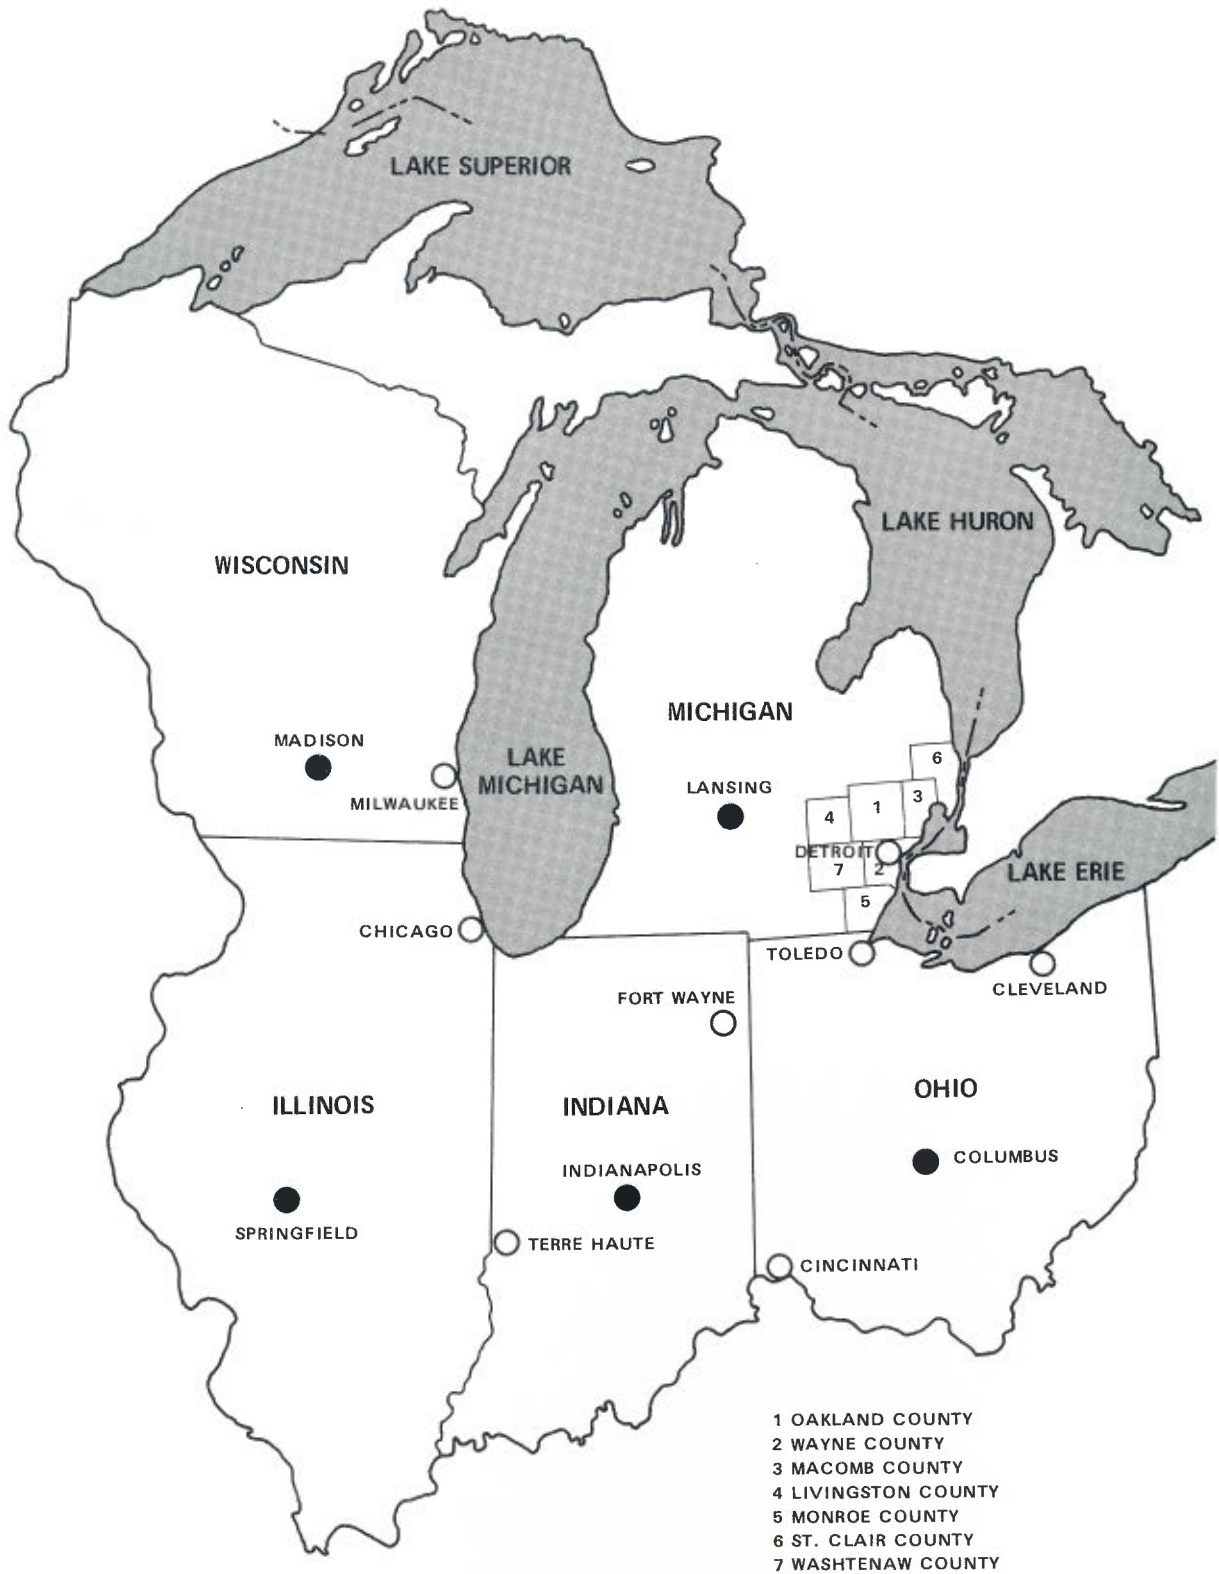 LAKE SUPERIOR
LAKE HURON
WISCONSIN
MICHIGAN
MADISON
LAKE
MICHIGAN
6
LANSING
MILWAUKEE
3
1
4
DETROIT
7
2
LAKE ERIE
5
CHICAGO
TOLEDO
CLEVELAND
FORT WAYNE
OHIO
ILLINOIS
INDIANA
COLUMBUS
INDIANAPOLIS
SPRINGFIELD
TERRE HAUTE
CINCINNATI
1 OAKLAND COUNTY
2 WAYNE COUNTY
3 MACOMB COUNTY
4 LIVINGSTON COUNTY
5 MONROE COUNTY
6 ST. CLAIR COUNTY
7 WASHTENAW COUNTY